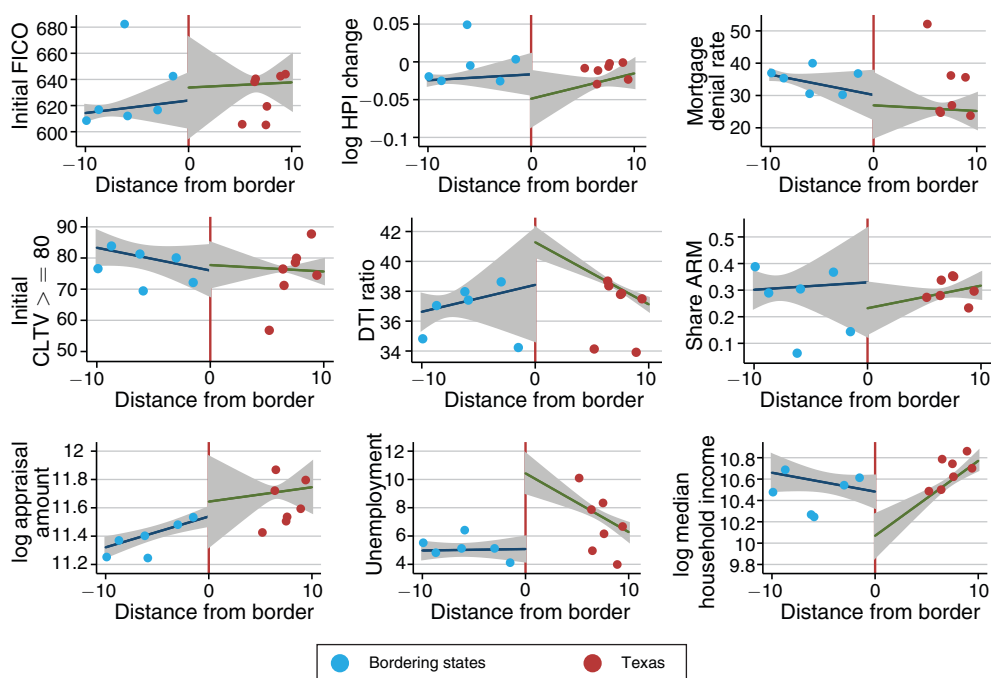 Initial FICO
680
660
640
620
600
−10 0 10
Distance from border
log HPI change
0.05
0
−0.05
−0.1
−10 0 10
Distance from border
Mortgage
denial rate
50
40
30
20
−10 0 10
Distance from border
Initial
CLTV > = 80
90
80
70
60
50
−10 0 10
Distance from border
DTI ratio
42
40
38
36
34
−10 0 10
Distance from border
Share ARM
0.5
0.4
0.3
0.2
0.1
−10 0 10
Distance from border
log appraisal
amount
12
11.8
11.6
11.4
11.2
−10 0 10
Distance from border
Unemployment
12
10
8
6
4
−10 0 10
Distance from border
log median
household income
10.8
10.6
10.4
10.2
10
9.8
−10 0 10
Distance from border
Bordering states Texas